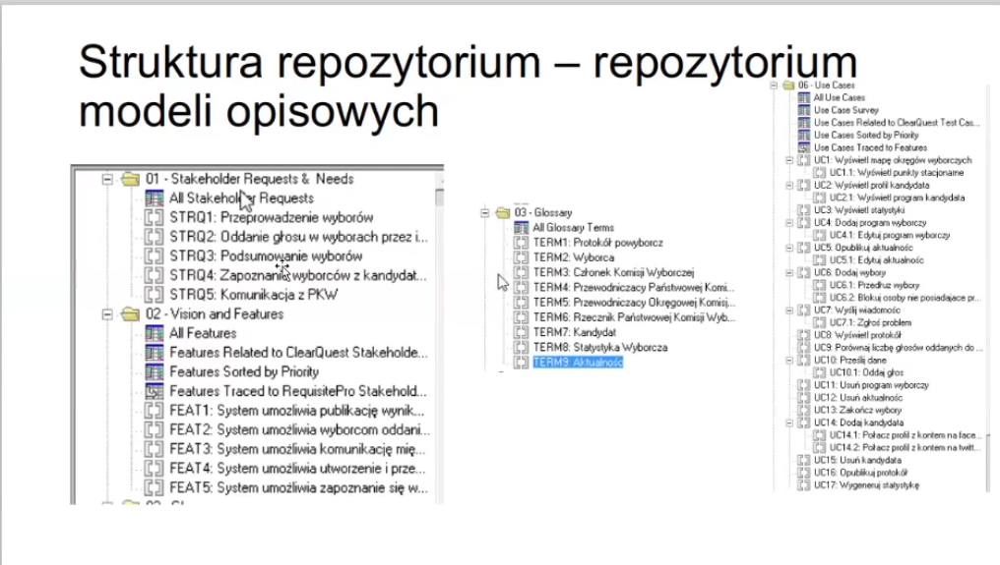 Struktura repozytorium – repozytorium
modeli opisowych
01 - Stakeholder Requests & Needs
All Stakeholder Requests
STRQ1: Przeprowadzenie wyborów
STRQ2: Oddanie głosu w wyborach przez i...
STRQ3: Podsumowanie wyborów
STRQ4: Zapoznanie wyborców z kandydat...
STRQ5: Komunikacja z PKW
02 - Vision and Features
All Features
Features Related to ClearQuest Stakeholde...
Features Sorted by Priority
Features Traced to RequisitePro Stakehold...
FEAT1: System umożliwia publikację wynik...
FEAT2: System umożliwia wyborcom oddani...
FEAT3: System umożliwia komunikację mię...
FEAT4: System umożliwia utworzenie i prze...
FEAT5: System umożliwia zapoznanie się w...
03 - Glossary
All Glossary Terms
TERM1: Protokół powyborcz
TERM2: Wyborca
TERM3: Członek Komisji Wyborczej
TERM4: Przewodniczący Państwowej Komi...
TERM5: Przewodniczący Okręgowej Komisj...
TERM6: Rzecznik Państwowej Komisji Wyb...
TERM7: Kandydat
TERM8: Statystyka Wyborcza
TERM9: Aktualność
06 - Use Cases
All Use Cases
Use Case Survey
Use Cases Related to ClearQuest Test Cas...
Use Cases Sorted by Priority
Use Cases Traced to Features
UC1: Wyświetl mapę okręgów wyborczych
UC1.1: Wyświetl punkty stacjonarne
UC2: Wyświetl profil kandydata
UC2.1: Wyświetl program kandydata
UC3: Wyświetl statystyki
UC4: Dodaj program wyborczy
UC4.1: Edytuj program wyborczy
UC5: Opublikuj aktualnośc
UC5.1: Edytuj aktualnośc
UC6: Dodaj wybory
UC6.1: Przedłuz wybory
UC6.2: Blokuj osoby nie posiadające pr...
UC7: Wyślij wiadomośc
UC7.1: Zgłoś problem
UC8: Wyświetl protokół
UC9: Porównaj liczbę głosów oddanych do ...
UC10: Prześlij dane
UC10.1: Oddaj głos
UC11: Usuń program wyborczy
UC12: Usuń aktualnośc
UC13: Zakończ wybory
UC14: Dodaj kandydata
UC14.1: Połacz profil z kontem na face...
UC14.2: Połacz profil z kontem na twitt...
UC15: Usuń kandydata
UC16: Opublikuj protokół
UC17: Wygeneruj statystykę